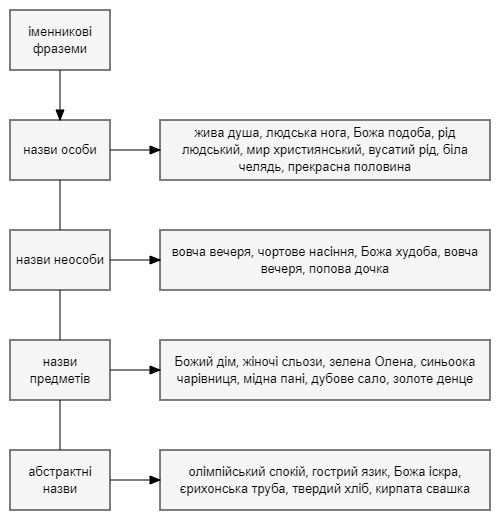 іменникові
фраземи
назви особи
жива душа, людська нога, Божа подоба, рід
людський, мир християнський, вусатий рід, біла
челядь, прекрасна половина
назви неособи
вовча вечеря, чортове насіння, Божа худоба, вовча
вечеря, попова дочка
назви
предметів
Божий дім, жіночі сльози, зелена Олена, синьоока
чарівниця, мідна пані, дубове сало, золоте денце
абстрактні
назви
олімпійський спокій, гострий язик, Божа іскра,
єрихонська труба, твердий хліб, кирпата свашка